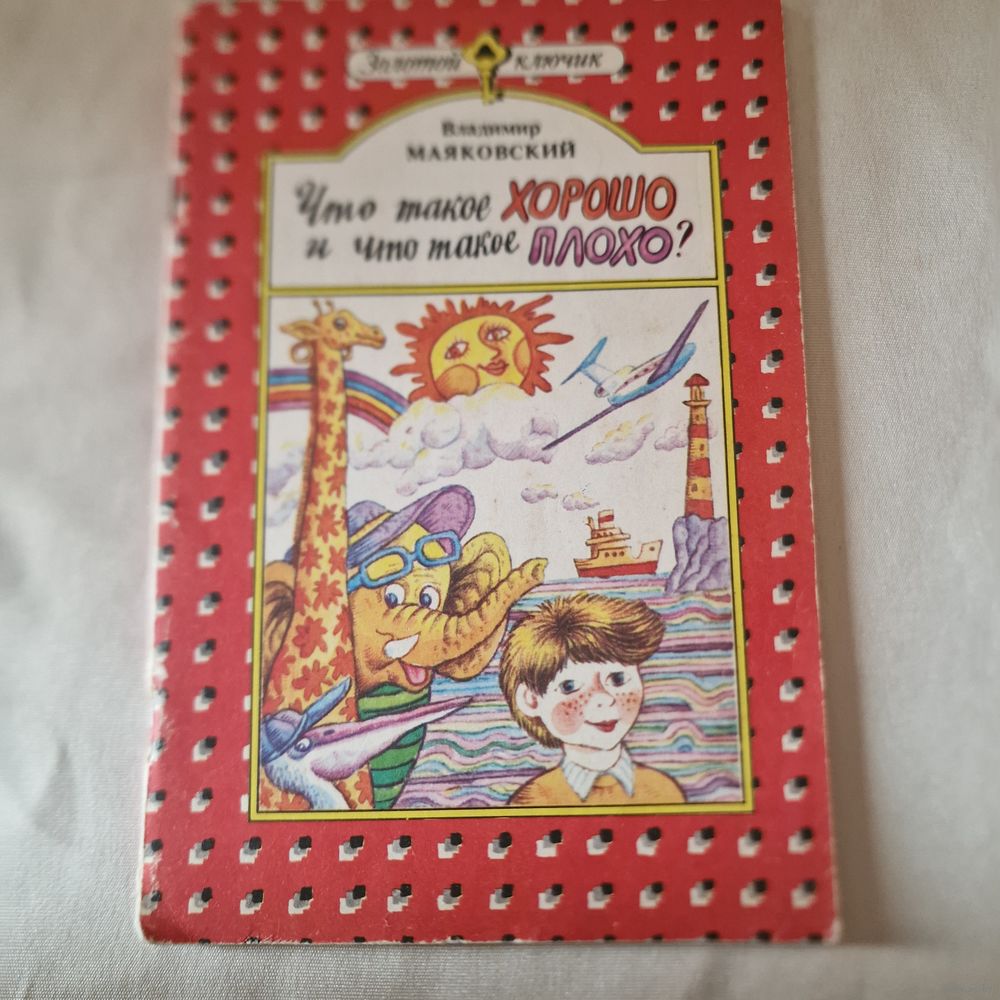 Золотой ключик
Владимир
МАЯКОВСКИЙ
Что такое ХОРОШО
и что такое ПЛОХО?